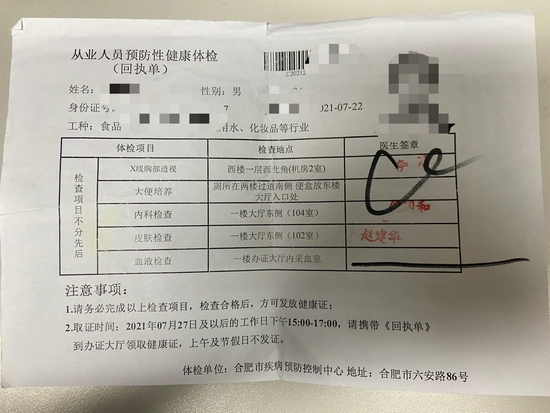 从业人员预防性健康体检
(回执单)
C20212
姓名: 性别: 男
身份证号 7 021-07-22
工种: 食品 用水、化妆品等行业
体检项目 检查地点 医生签章
检查项目不分先后
X线胸部透视 西楼一层西北角(机房2室)
大便培养 厕所在两楼过道南侧 便盒放东楼大厅入口处
内科检查 一楼大厅东侧（104室）
皮肤检查 一楼大厅东侧（102室） 赵建华
血液检查 一楼办证大厅内采血室
注意事项:
1.请务必完成以上检查项目，检查合格后，方可发放健康证;
2.取证时间: 2021年07月27日及以后的工作日下午15:00-17:00，请携带《回执单》
到办证大厅领取健康证，上午及节假日不发证。
体检单位: 合肥市疾病预防控制中心 地址: 合肥市六安路86号